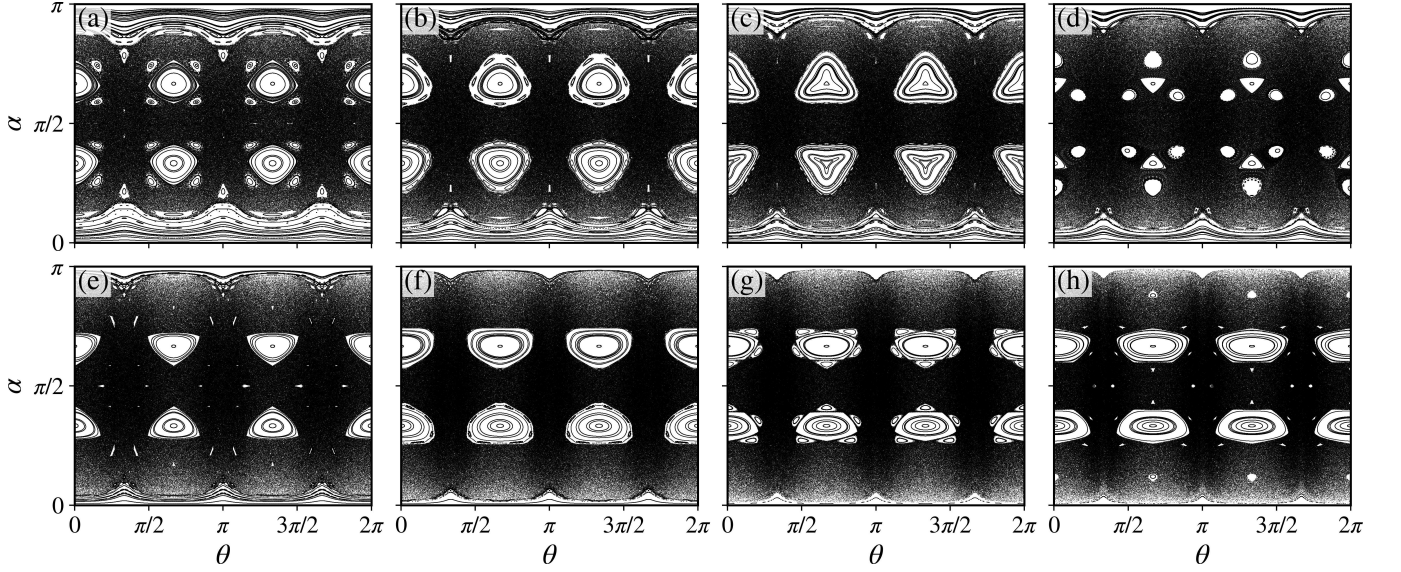 π (a) (b) (c) (d)
α π/2
0
π (e) (f) (g) (h)
α π/2
0
0 π/2 π 3π/2 2π 0 π/2 π 3π/2 2π 0 π/2 π 3π/2 2π 0 π/2 π 3π/2 2π
θ θ θ θ